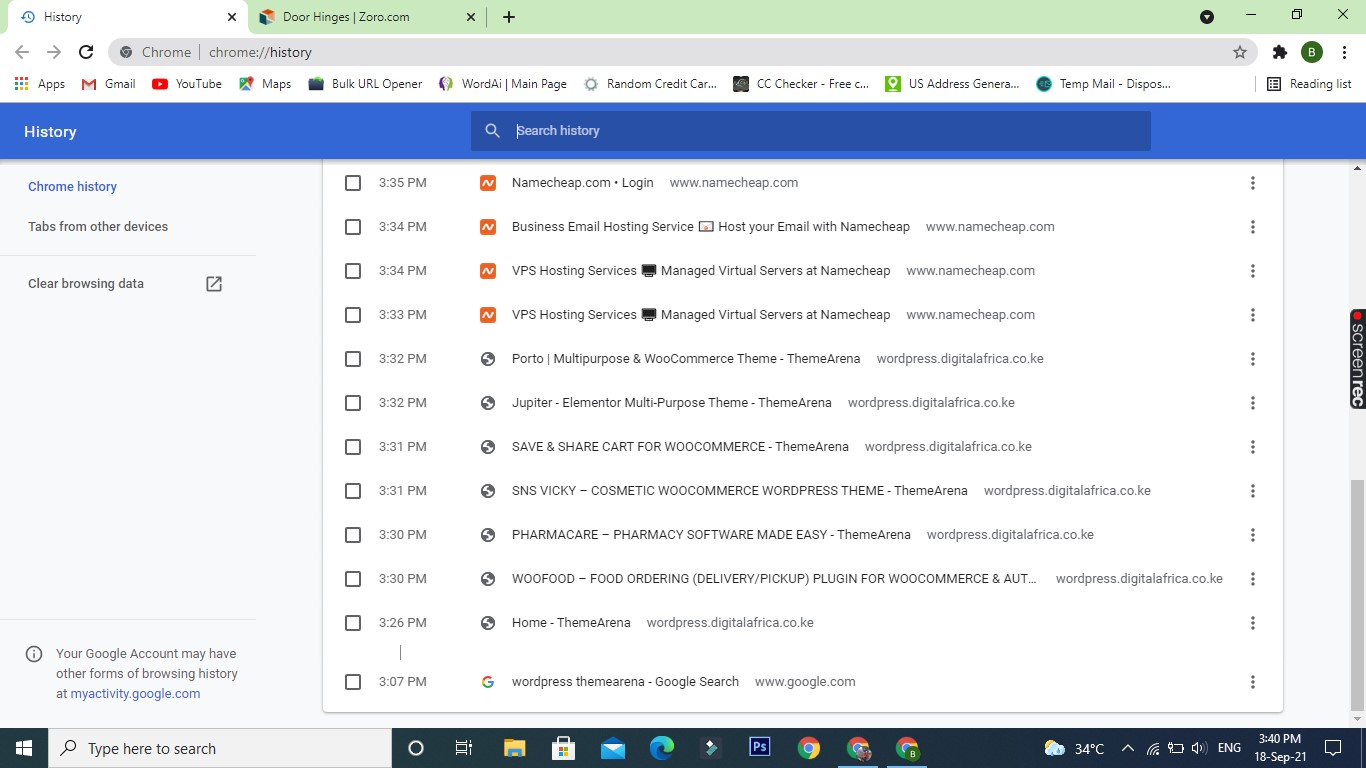 History
Door Hinges | Zoro.com
Chrome | chrome://history
B
Apps
Gmail
YouTube
Maps
Bulk URL Opener
WordAi | Main Page
Random Credit Car...
CC Checker - Free c...
US Address Genera...
Temp Mail - Dispos...
Reading list
History
Search history
Chrome history
Tabs from other devices
Clear browsing data
Your Google Account may have
other forms of browsing history
at myactivity.google.com
3:35 PM Namecheap.com • Login www.namecheap.com
3:34 PM Business Email Hosting Service 💌 Host your Email with Namecheap www.namecheap.com
3:34 PM VPS Hosting Services 🖥 Managed Virtual Servers at Namecheap www.namecheap.com
3:33 PM VPS Hosting Services 🖥 Managed Virtual Servers at Namecheap www.namecheap.com
3:32 PM Porto | Multipurpose & WooCommerce Theme - ThemeArena wordpress.digitalafrica.co.ke
3:32 PM Jupiter - Elementor Multi-Purpose Theme - ThemeArena wordpress.digitalafrica.co.ke
3:31 PM SAVE & SHARE CART FOR WOOCOMMERCE - ThemeArena wordpress.digitalafrica.co.ke
3:31 PM SNS VICKY – COSMETIC WOOCOMMERCE WORDPRESS THEME - ThemeArena wordpress.digitalafrica.co.ke
3:30 PM PHARMACARE – PHARMACY SOFTWARE MADE EASY - ThemeArena wordpress.digitalafrica.co.ke
3:30 PM WOOFOOD – FOOD ORDERING (DELIVERY/PICKUP) PLUGIN FOR WOOCOMMERCE & AUT... wordpress.digitalafrica.co.ke
3:26 PM Home - ThemeArena wordpress.digitalafrica.co.ke
3:07 PM wordpress themearena - Google Search www.google.com
screenrec
Type here to search
Ps
B
34°C
ENG
3:40 PM
18-Sep-21